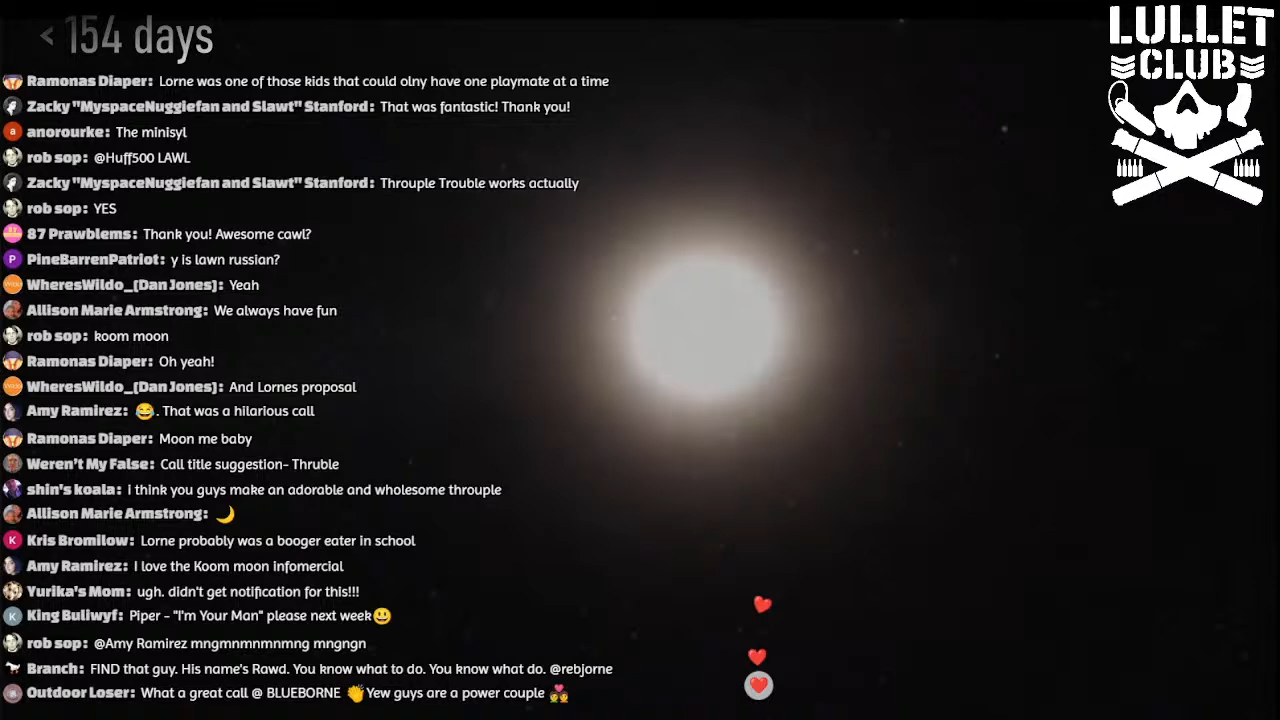 < 154 days
LULLET
CLUB
Ramonas Diaper: Lorne was one of those kids that could olny have one playmate at a time
Zacky "MyspaceNuggiefan and Slawt" Stanford: That was fantastic! Thank you!
a anorourke: The minisyl
rob sop: @Huff500 LAWL
Zacky "MyspaceNuggiefan and Slawt" Stanford: Throuple Trouble works actually
rob sop: YES
87 Prawblems: Thank you! Awesome cawl?
P PineBarrenPatriot: y is lawn russian?
WheresWildo_(Dan Jones): Yeah
Allison Marie Armstrong: We always have fun
rob sop: koom moon
Ramonas Diaper: Oh yeah!
WheresWildo_(Dan Jones): And Lornes proposal
Amy Ramirez: 😂. That was a hilarious call
Ramonas Diaper: Moon me baby
Weren't My False: Call title suggestion- Thruble
shin's koala: I think you guys make an adorable and wholesome throuple
Allison Marie Armstrong: 🌙
K Kris Bromilow: Lorne probably was a booger eater in school
Amy Ramirez: I love the Koom moon infomercial
Yurika's Mom: ugh. didn't get notification for this!!!
K King Buliwyf: Piper - "I'm Your Man" please next week😃
rob sop: @Amy Ramirez mngmnmnmnmng mngngn
Branch: FIND that guy. His name's Rawd. You know what to do. You know what do. @rebjorne
Outdoor Loser: What a great call @ BLUEBORNE 👏Yew guys are a power couple 💑